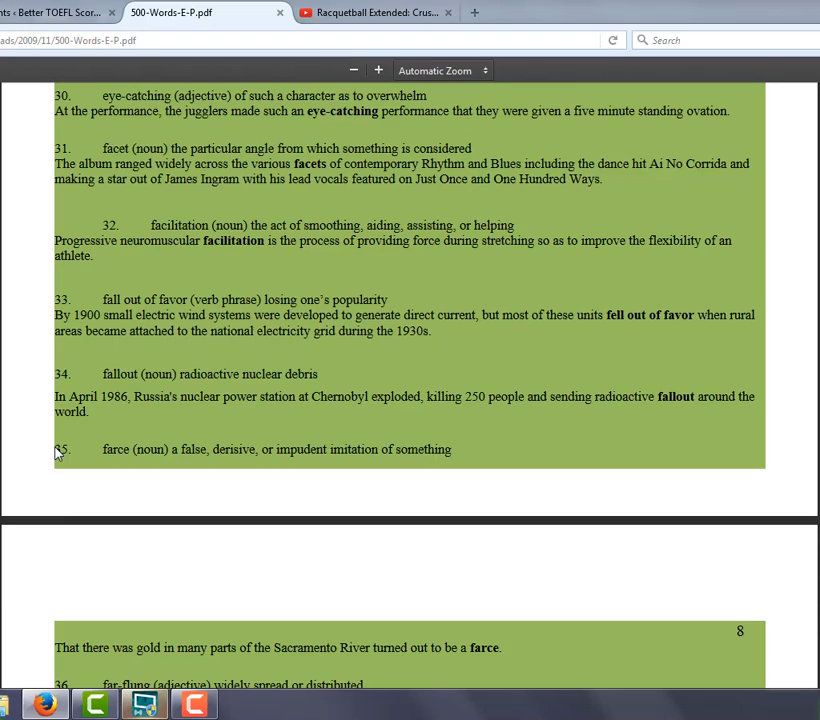 nts ‹ Better TOEFL Scor...
500-Words-E-P.pdf
Racquetball Extended: Crus...
ads/2009/11/500-Words-E-P.pdf
Search
Automatic Zoom
30. eye-catching (adjective) of such a character as to overwhelm
At the performance, the jugglers made such an eye-catching performance that they were given a five minute standing ovation.
31. facet (noun) the particular angle from which something is considered
The album ranged widely across the various facets of contemporary Rhythm and Blues including the dance hit Ai No Corrida and
making a star out of James Ingram with his lead vocals featured on Just Once and One Hundred Ways.
32. facilitation (noun) the act of smoothing, aiding, assisting, or helping
Progressive neuromuscular facilitation is the process of providing force during stretching so as to improve the flexibility of an
athlete.
33. fall out of favor (verb phrase) losing one’s popularity
By 1900 small electric wind systems were developed to generate direct current, but most of these units fell out of favor when rural
areas became attached to the national electricity grid during the 1930s.
34. fallout (noun) radioactive nuclear debris
In April 1986, Russia's nuclear power station at Chernobyl exploded, killing 250 people and sending radioactive fallout around the
world.
35. farce (noun) a false, derisive, or impudent imitation of something
8
That there was gold in many parts of the Sacramento River turned out to be a farce.
36. far-flung (adjective) widely spread or distributed